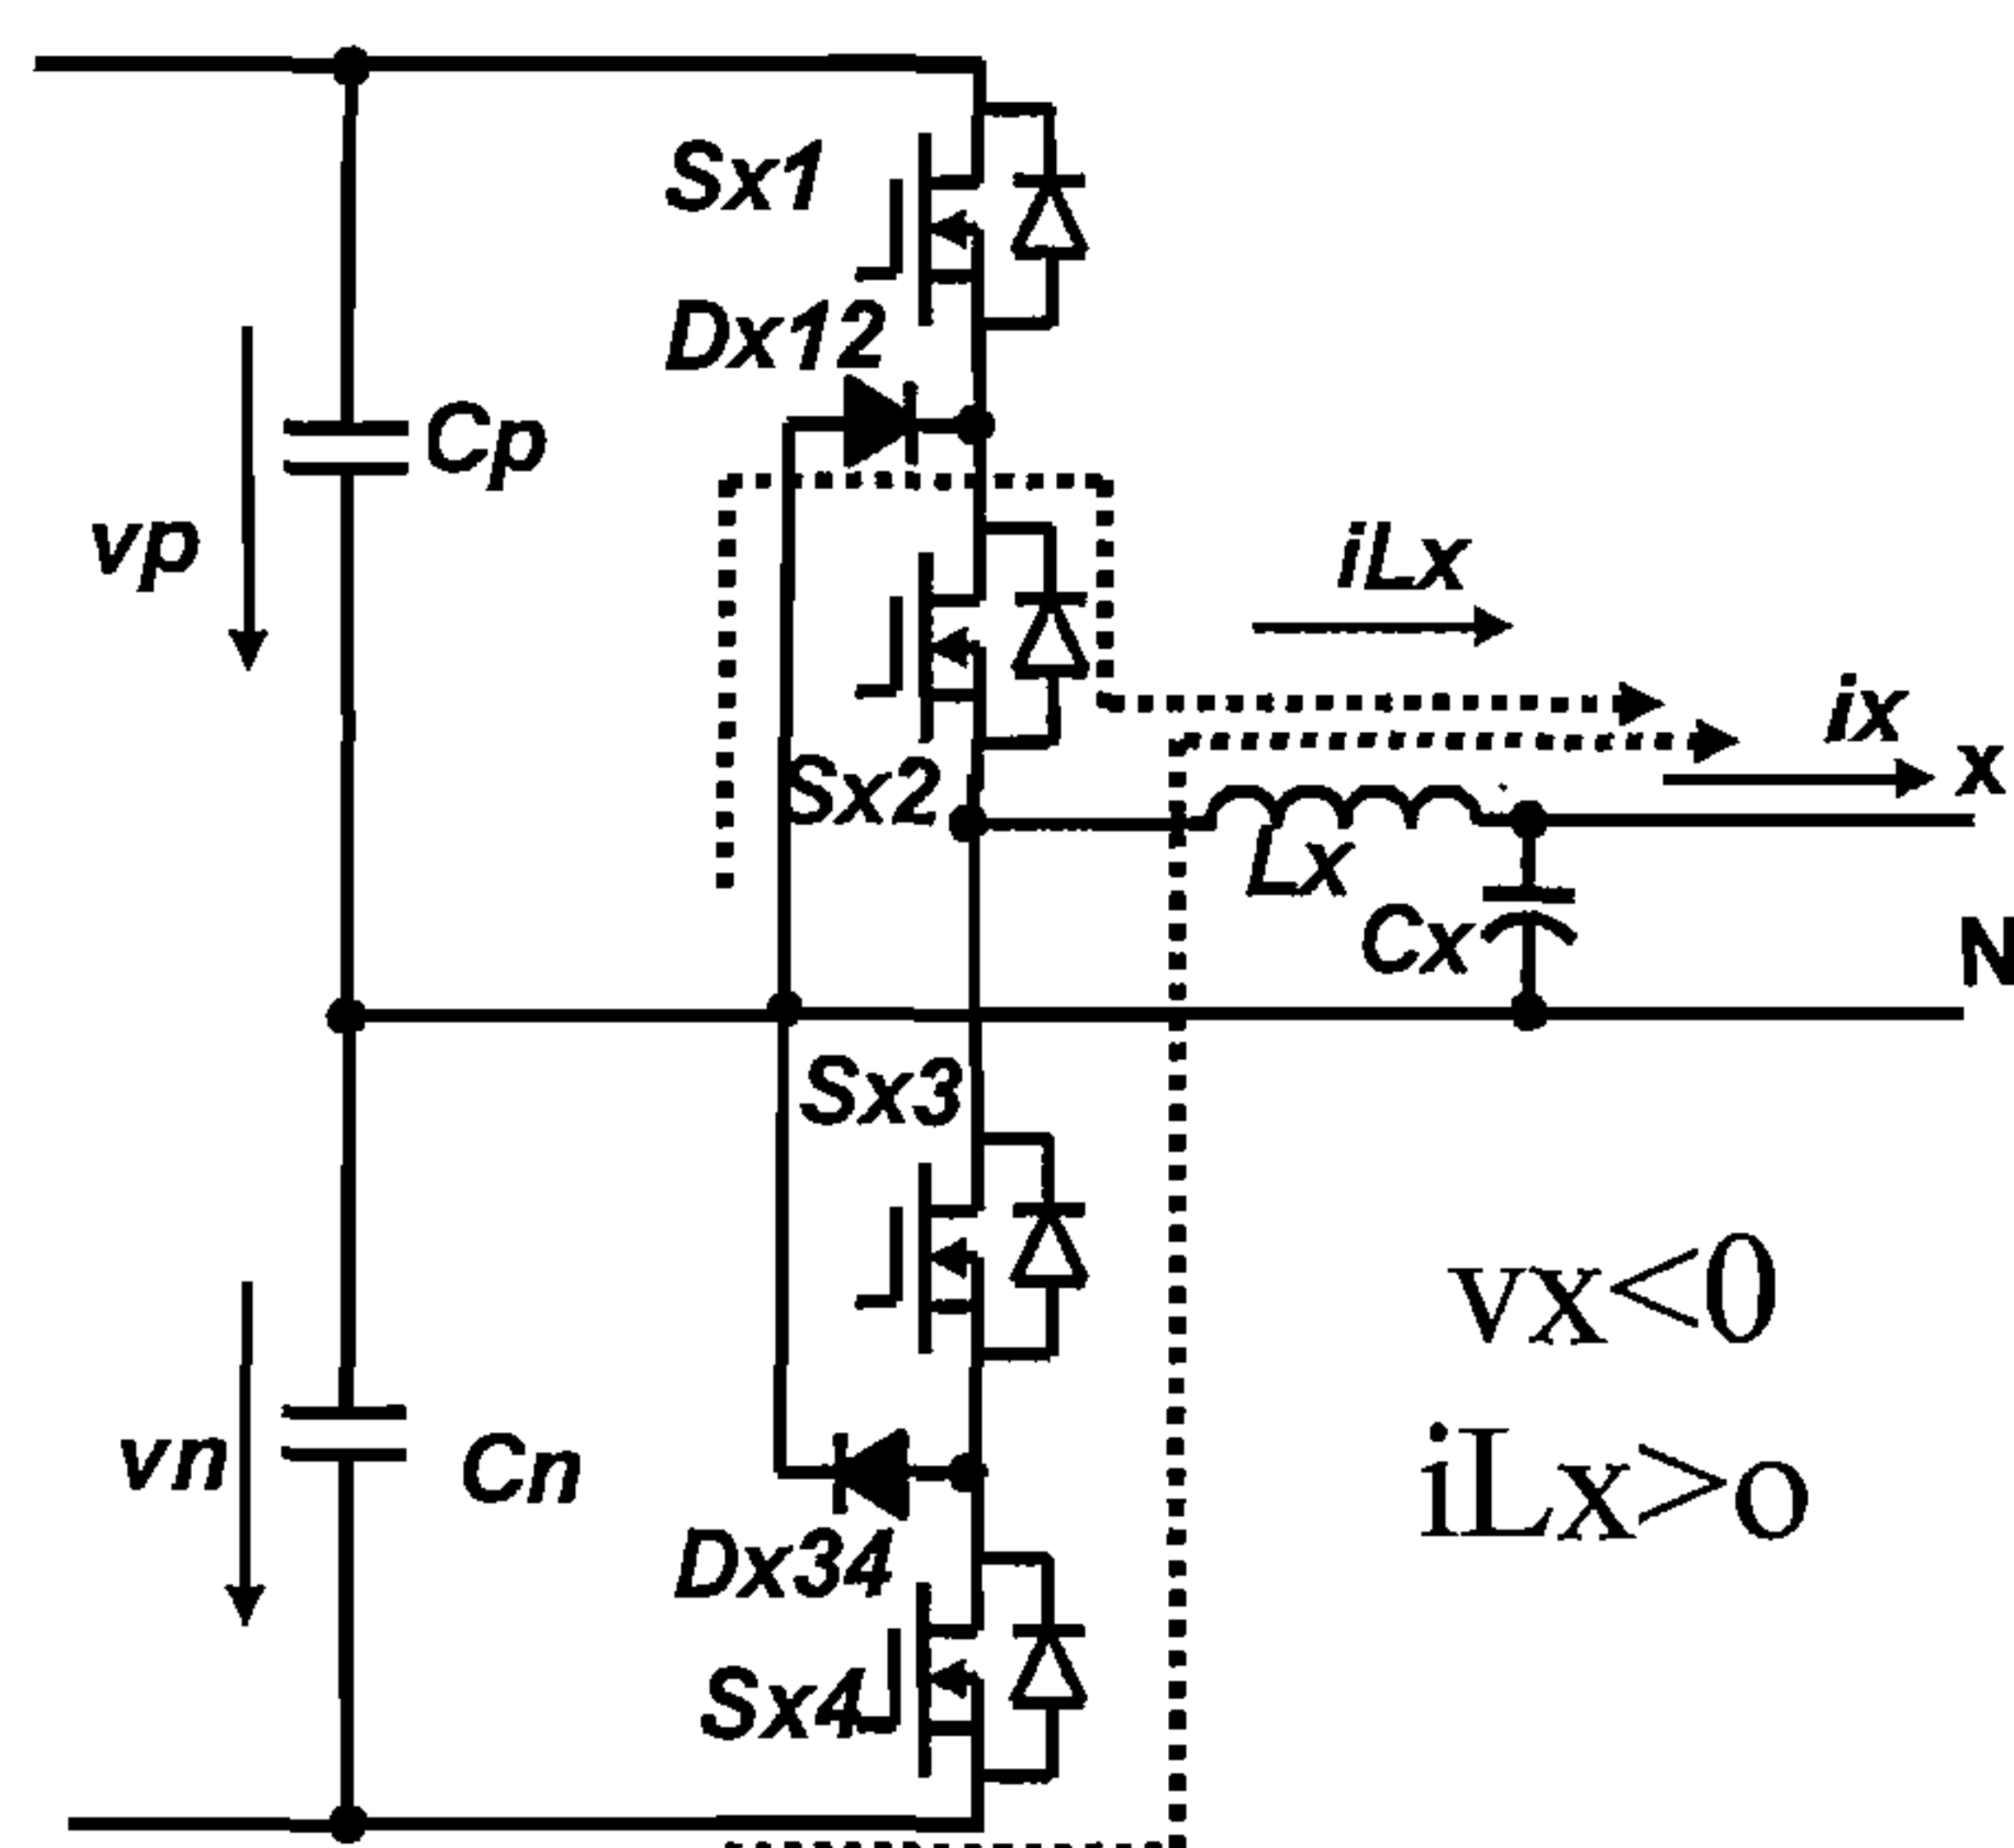 Sx1
Dx12
Cp
vp
iLx
ix
x
Sx2
Lx
Cx
N
Sx3
vx<0
vn
Cn
iLx>o
Dx34
Sx4